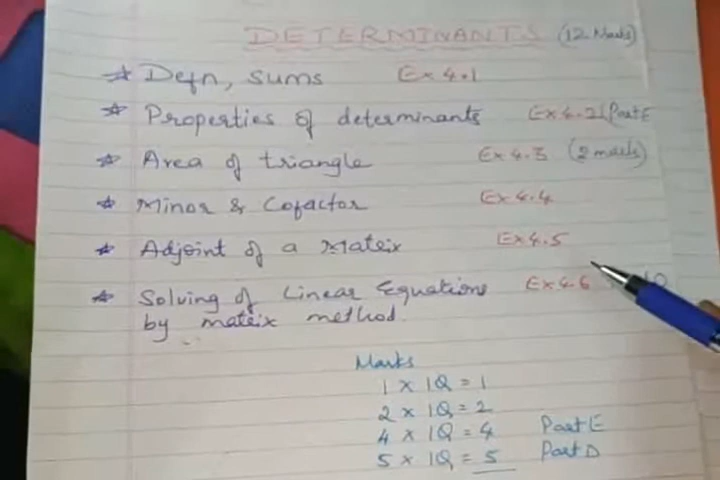 DETERMINANTS (12 Marks)
* Defn, sums Ex 4.1
* Properties of determinants Ex 4.2 (Part E
* Area of triangle Ex 4.3 (2 marks)
* Minor & Cofactor Ex 4.4
* Adjoint of a Matrix Ex 4.5
* Solving of Linear Equations Ex 4.6
by matrix method.
Marks
1 × 1Q = 1
2 × 1Q = 2
4 × 1Q = 4 Part E
5 × 1Q = 5 Part D